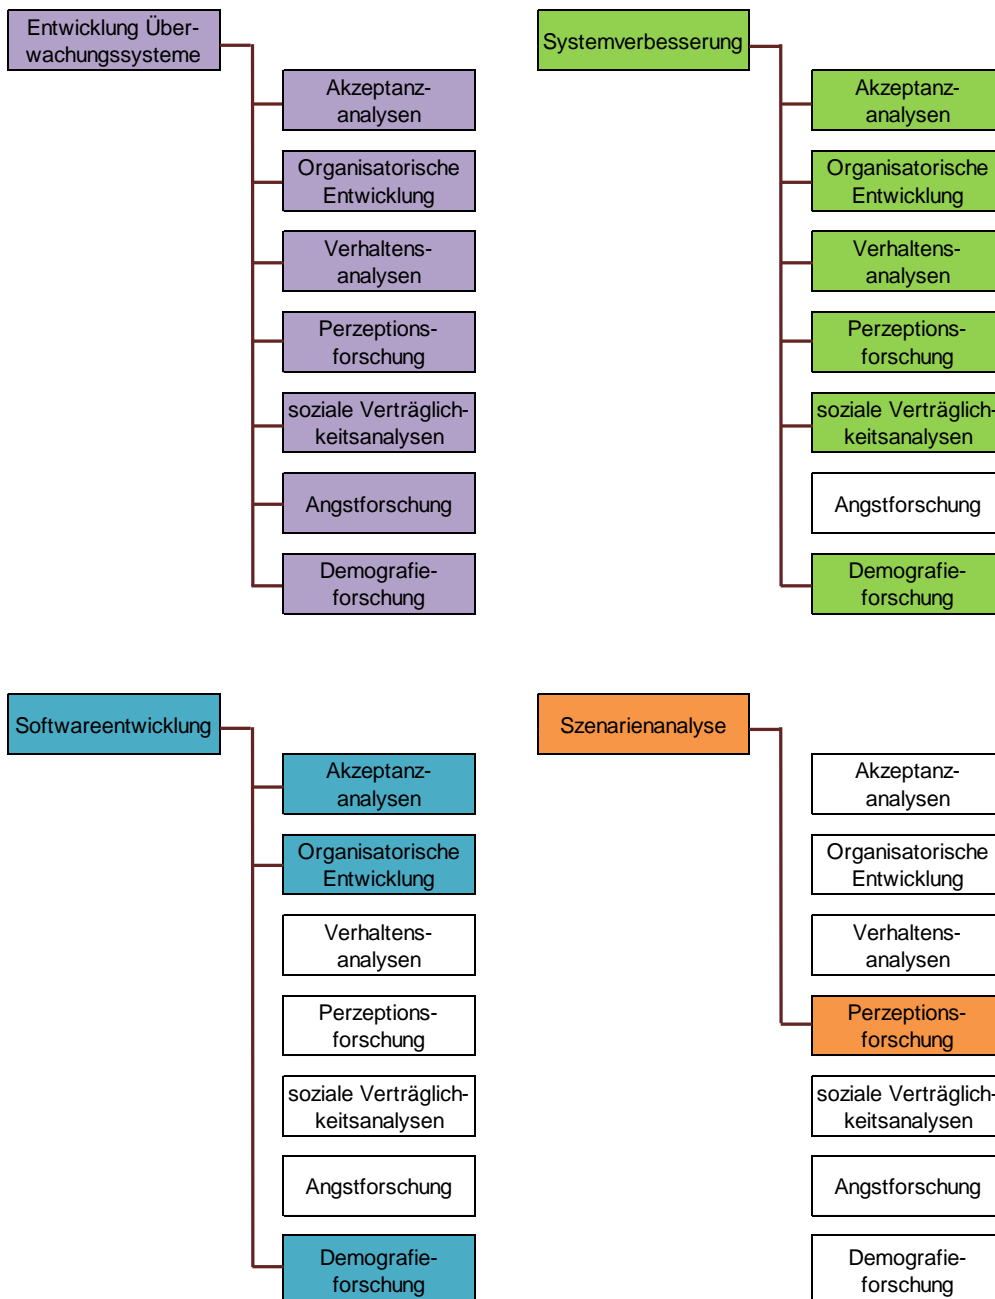 Entwicklung Über-
wachungssysteme
Akzeptanz-
analysen
Organisatorische
Entwicklung
Verhaltens-
analysen
Perzeptions-
forschung
soziale Verträglich-
keitsanalysen
Angstforschung
Demografie-
forschung
Systemverbesserung
Akzeptanz-
analysen
Organisatorische
Entwicklung
Verhaltens-
analysen
Perzeptions-
forschung
soziale Verträglich-
keitsanalysen
Angstforschung
Demografie-
forschung
Softwareentwicklung
Akzeptanz-
analysen
Organisatorische
Entwicklung
Verhaltens-
analysen
Perzeptions-
forschung
soziale Verträglich-
keitsanalysen
Angstforschung
Demografie-
forschung
Szenarienanalyse
Akzeptanz-
analysen
Organisatorische
Entwicklung
Verhaltens-
analysen
Perzeptions-
forschung
soziale Verträglich-
keitsanalysen
Angstforschung
Demografie-
forschung